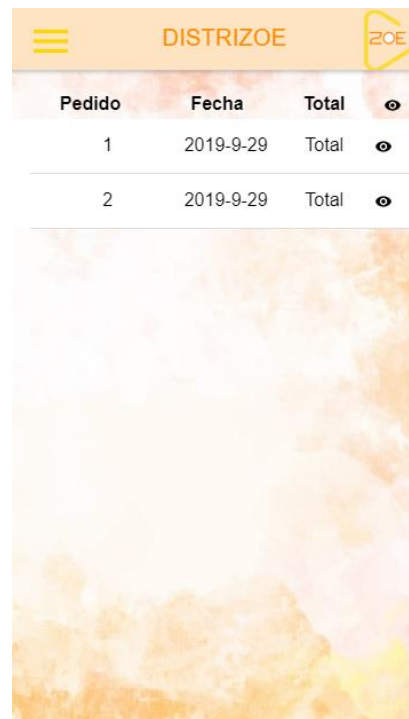 DISTRIZOE ZOE
Pedido Fecha Total
1 2019-9-29 Total
2 2019-9-29 Total